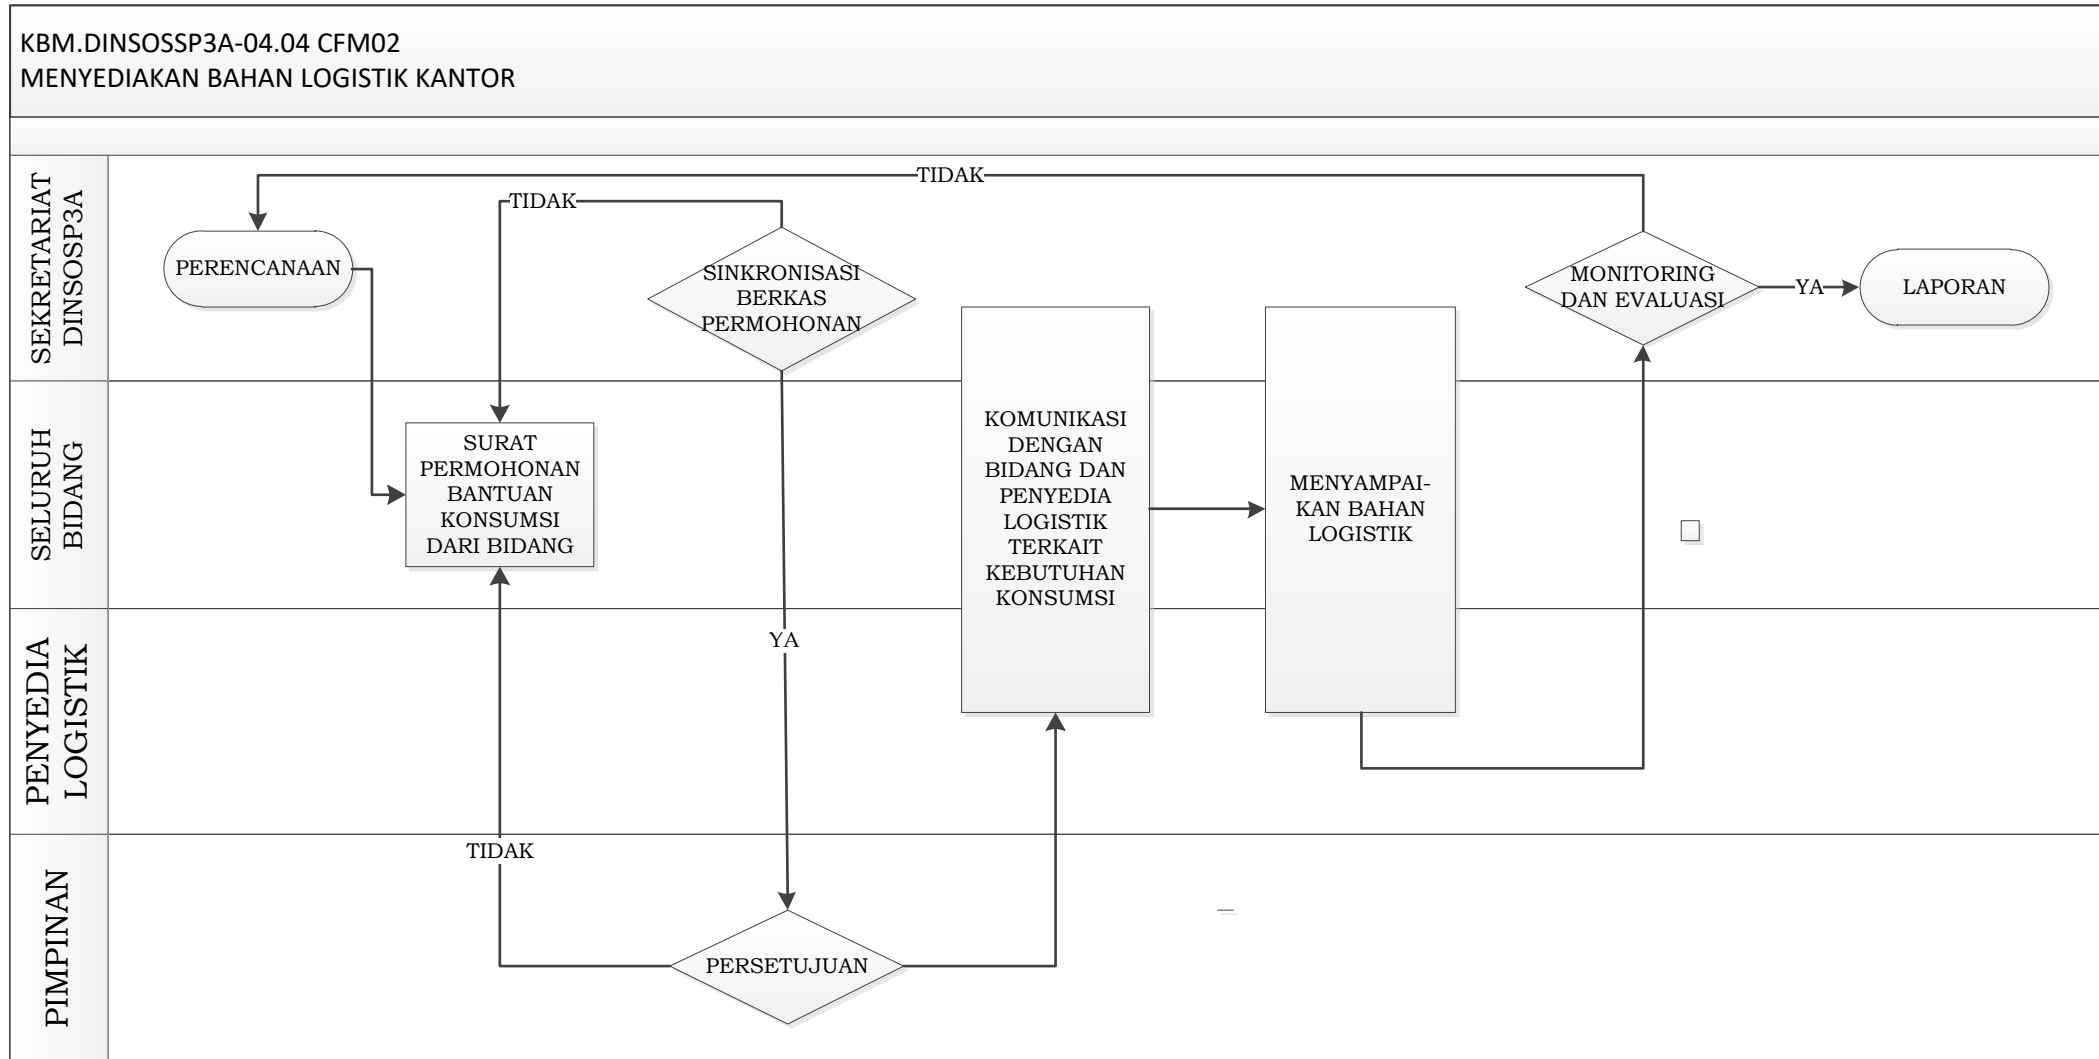 KBM.DINSOSSP3A-04.04 CFM02
MENYEDIAKAN BAHAN LOGISTIK KANTOR
SEKRETARIAT
DINSOSP3A
TIDAK
TIDAK
PERENCANAAN
SINKRONISASI
BERKAS
PERMOHONAN
MONITORING
DAN EVALUASI
YA
LAPORAN
SELURUH
BIDANG
SURAT
PERMOHONAN
BANTUAN
KONSUMSI
DARI BIDANG
KOMUNIKASI
DENGAN
BIDANG DAN
PENYEDIA
LOGISTIK
TERKAIT
KEBUTUHAN
KONSUMSI
MENYAMPAI-
KAN BAHAN
LOGISTIK
PENYEDIA
LOGISTIK
YA
PIMPINAN
TIDAK
PERSETUJUAN